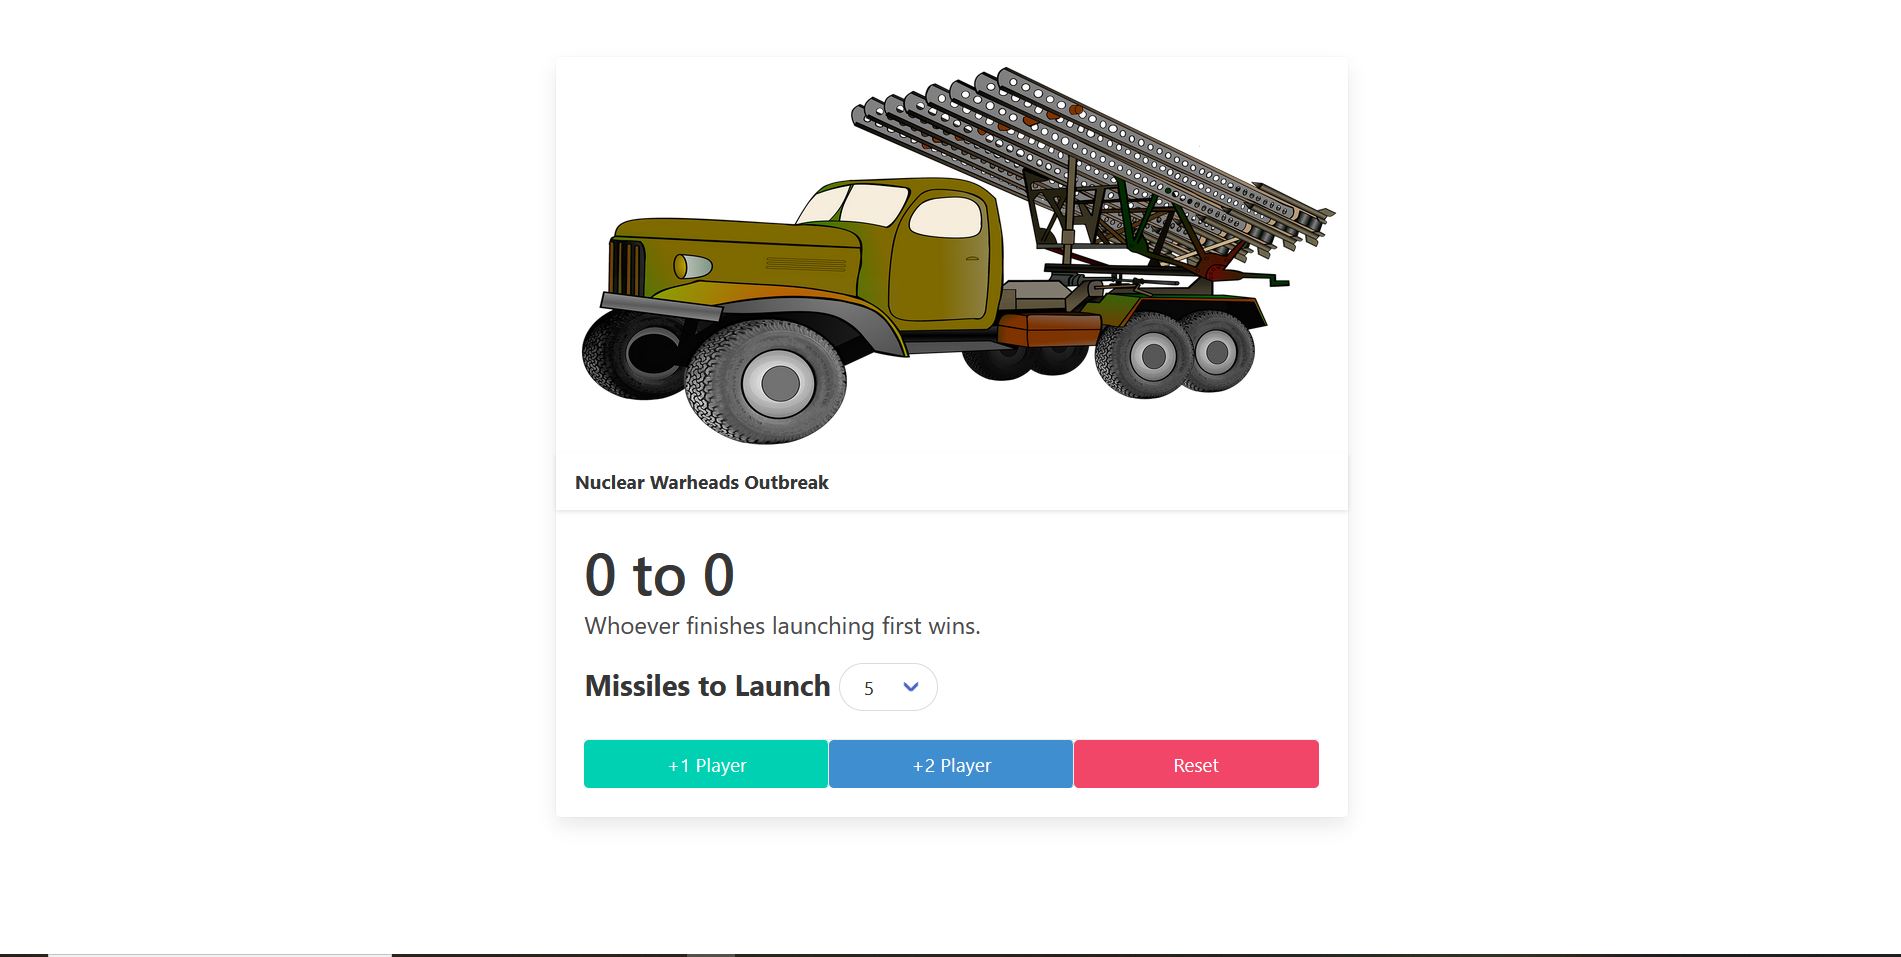 Nuclear Warheads Outbreak
0 to 0
Whoever finishes launching first wins.
Missiles to Launch 5
+1 Player +2 Player Reset